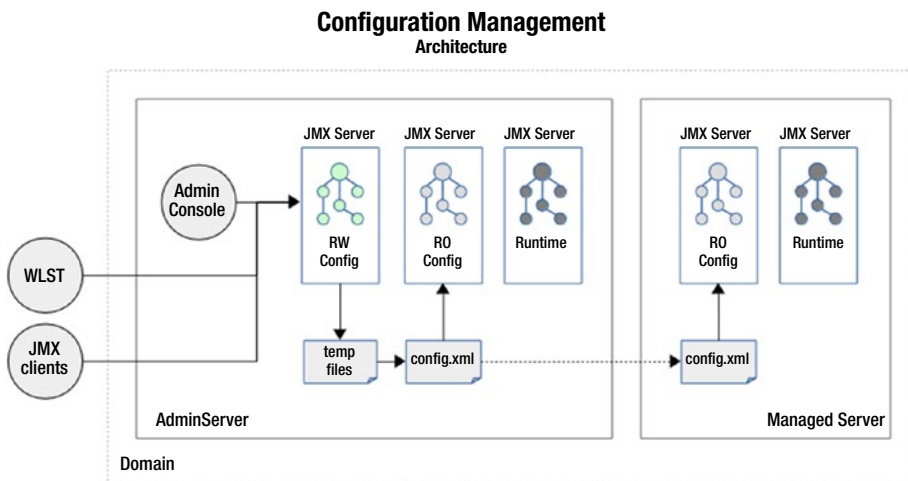 Configuration Management
Architecture
JMX Server
JMX Server
JMX Server
JMX Server
JMX Server
Admin
Console
RW
Config
RO
Config
Runtime
RO
Config
Runtime
WLST
JMX
clients
temp
files
config.xml
config.xml
AdminServer
Managed Server
Domain